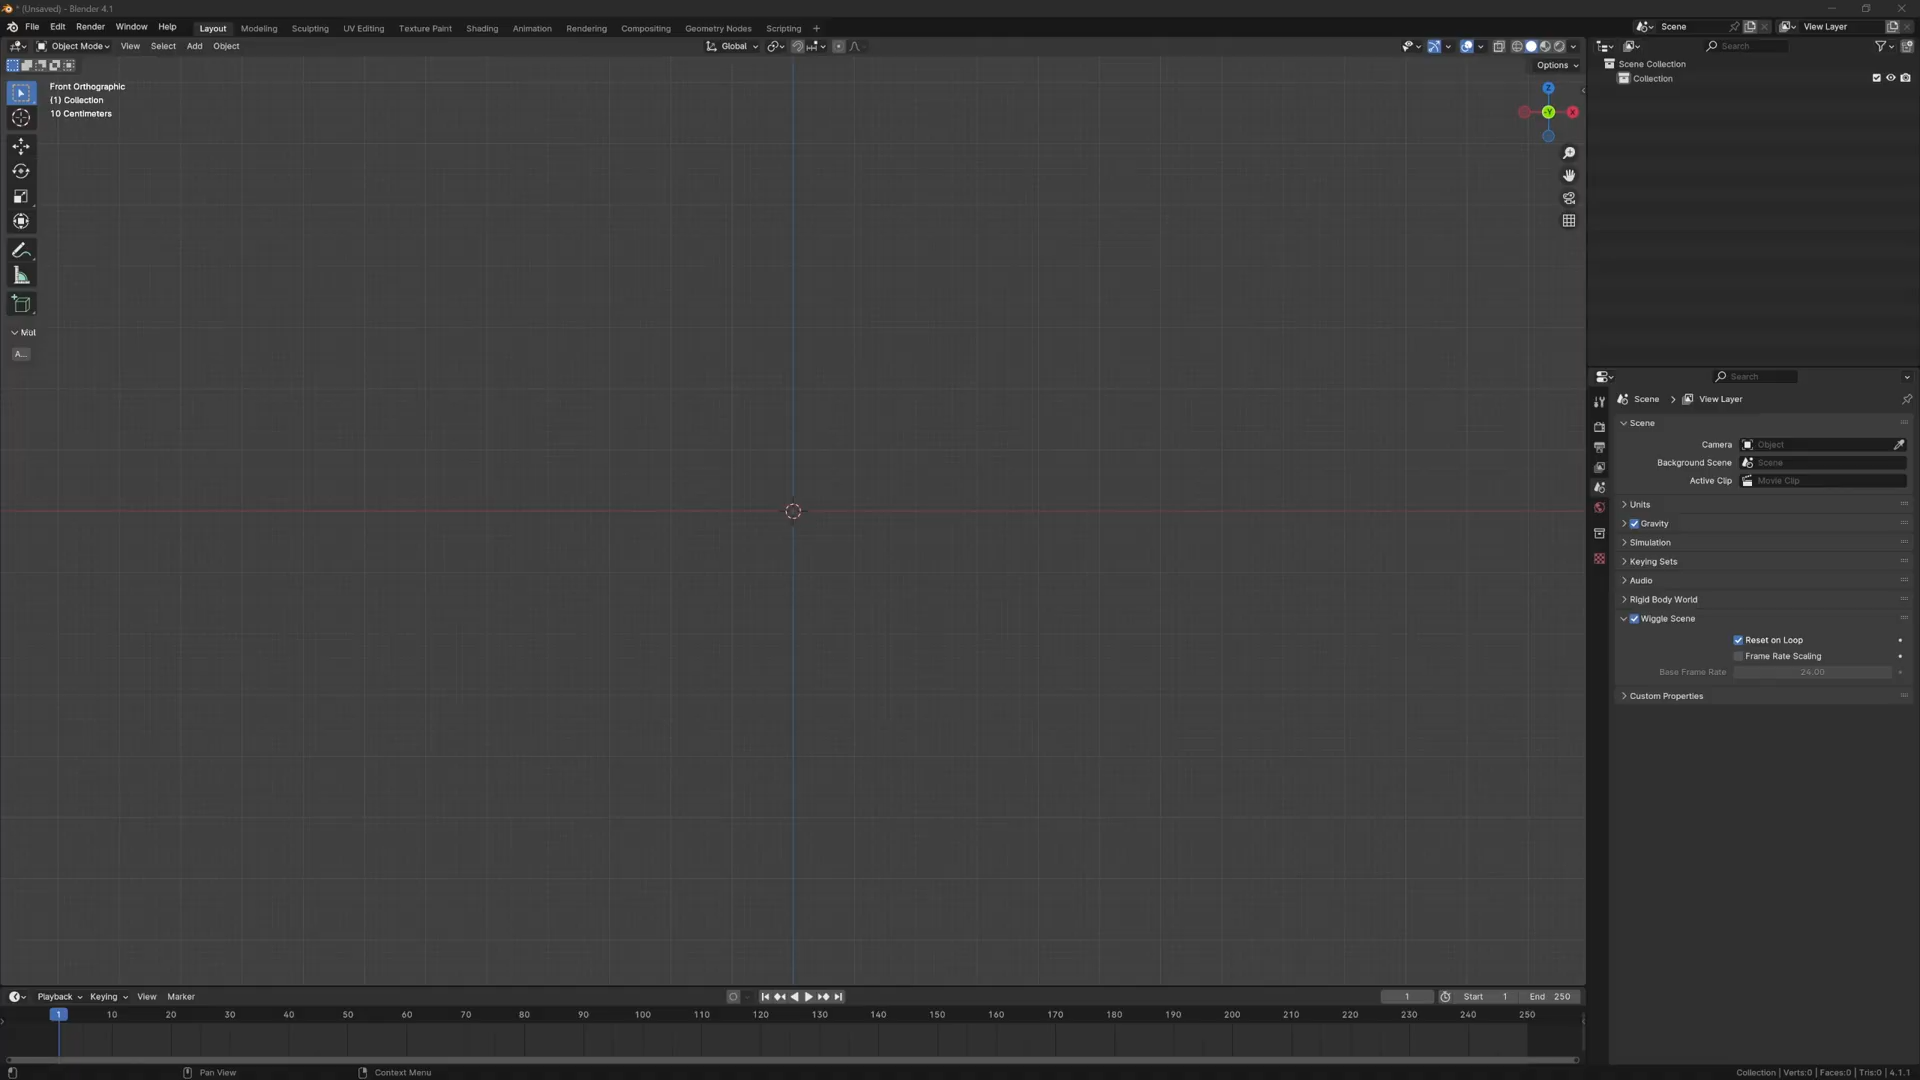 * (Unsaved) - Blender 4.1
File Edit Render Window Help Layout Modeling Sculpting UV Editing Texture Paint Shading Animation Rendering Compositing Geometry Nodes Scripting + Scene View Layer
Object Mode View Select Add Object Global Search
Options
Front Orthographic
(1) Collection
10 Centimeters
Z
-Y
X
Mul
A...
Scene Collection
Collection
Search
Scene > View Layer
Scene
Camera Object
Background Scene Scene
Active Clip Movie Clip
Units
Gravity
Simulation
Keying Sets
Audio
Rigid Body World
Wiggle Scene
Reset on Loop
Frame Rate Scaling
Base Frame Rate 24.00
Custom Properties
Playback Keying View Marker 1 Start 1 End 250
1 10 20 30 40 50 60 70 80 90 100 110 120 130 140 150 160 170 180 190 200 210 220 230 240 250
Pan View Context Menu Collection | Verts:0 | Faces:0 | Tris:0 | 4.1.1